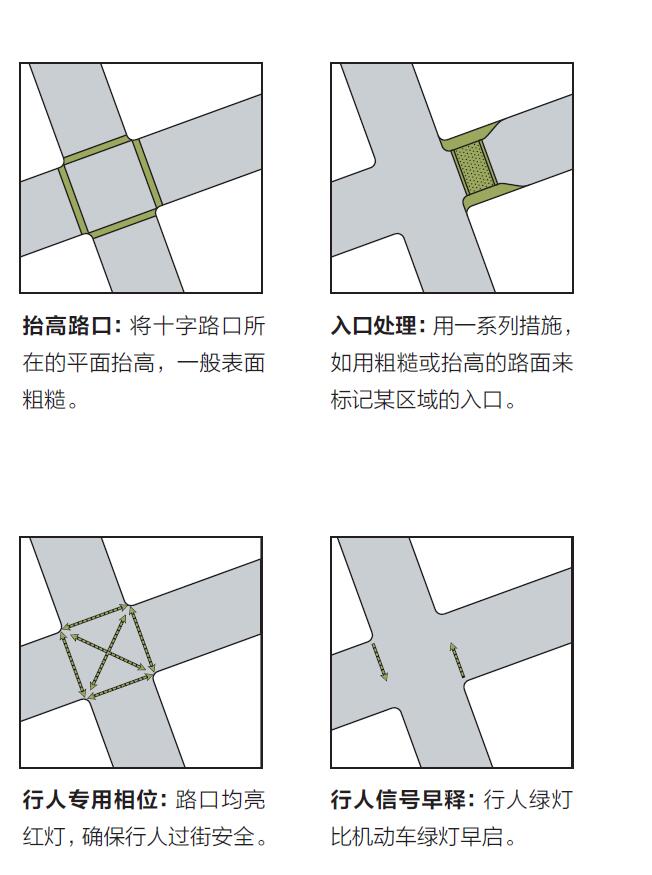 抬高路口：将十字路口所
在的平面抬高，一般表面
粗糙。
入口处理：用一系列措施，
如用粗糙或抬高的路面来
标记某区域的入口。
行人专用相位：路口均亮
红灯，确保行人过街安全。
行人信号早释：行人绿灯
比机动车绿灯早启。